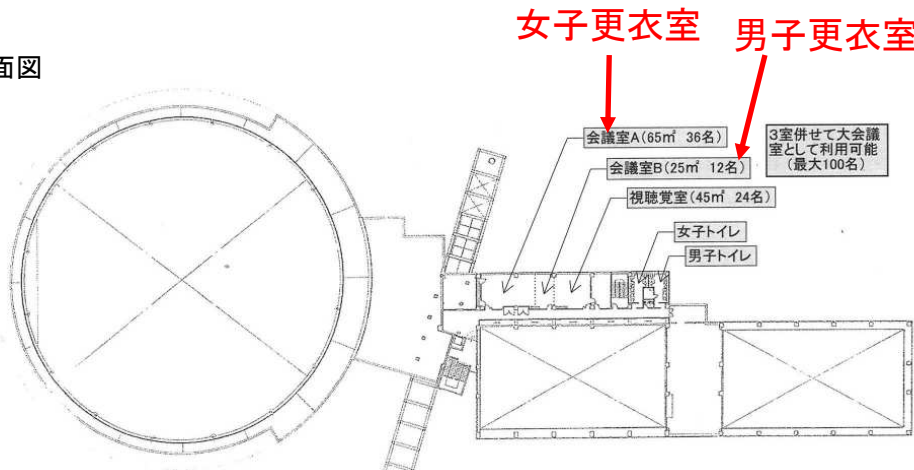 女子更衣室
男子更衣室
面図
会議室A(65㎡ 36名)
3室併せて大会議
室として利用可能
(最大100名)
会議室B(25㎡ 12名)
視聴覚室(45㎡ 24名)
女子トイレ
男子トイレ